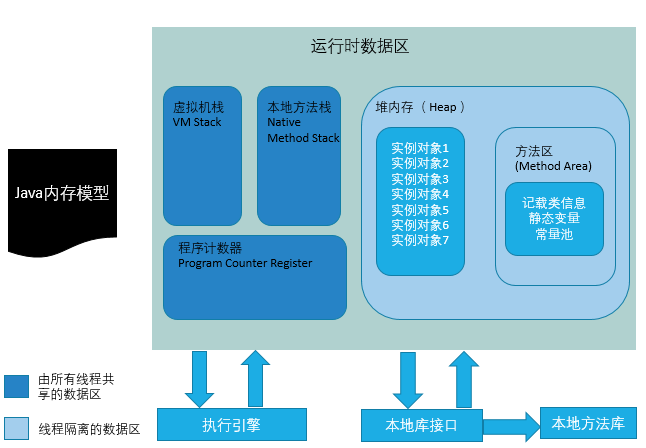 运行时数据区
虚拟机栈
VM Stack
本地方法栈
Native
Method Stack
程序计数器
Program Counter Register
堆内存（ Heap ）
实例对象1
实例对象2
实例对象3
实例对象4
实例对象5
实例对象6
实例对象7
方法区
(Method Area)
记载类信息
静态变量
常量池
Java内存模型
由所有线程共
享的数据区
线程隔离的数据区
执行引擎
本地库接口
本地方法库